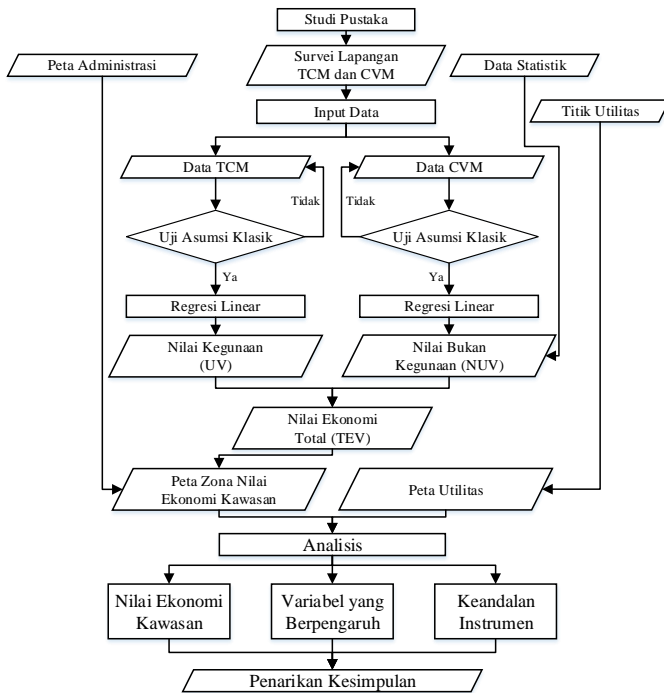 Studi Pustaka
Peta Administrasi
Survei Lapangan
TCM dan CVM
Data Statistik
Input Data
Titik Utilitas
Data TCM
Data CVM
Tidak
Tidak
Uji Asumsi Klasik
Uji Asumsi Klasik
Ya
Ya
Regresi Linear
Regresi Linear
Nilai Kegunaan
(UV)
Nilai Bukan
Kegunaan (NUV)
Nilai Ekonomi
Total (TEV)
Peta Zona Nilai
Ekonomi Kawasan
Peta Utilitas
Analisis
Nilai Ekonomi
Kawasan
Variabel yang
Berpengaruh
Keandalan
Instrumen
Penarikan Kesimpulan